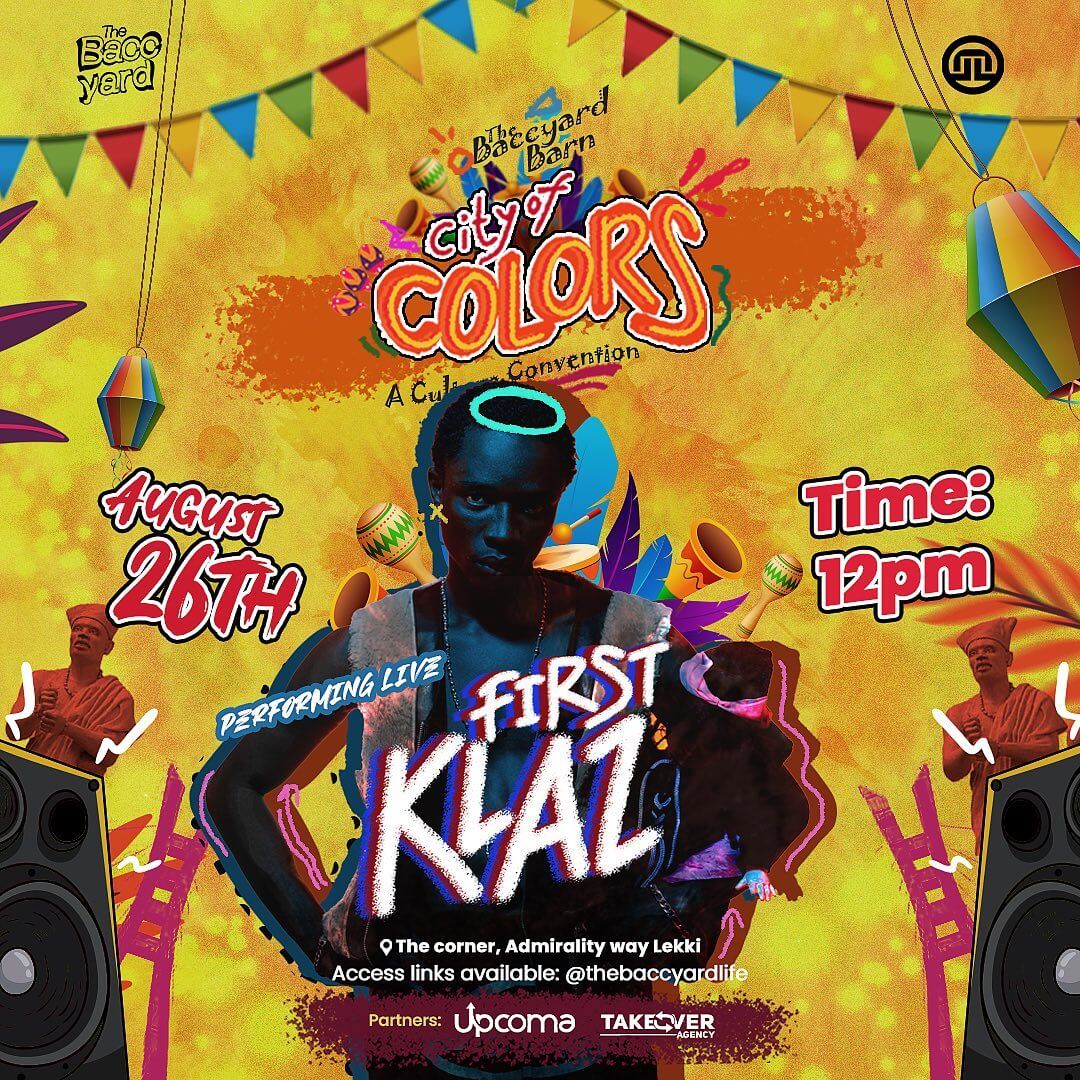 The
Bacc
yard
The
Baccyard
Barn
City of
COLORS
A Convention
AUGUST
26TH
Time:
12pm
PERFORMING LIVE
FIRST
KLAZ
The corner, Admirality way Lekki
Access links available: @thebaccyardlife
Partners: Upcoma TAKEOVER
AGENCY